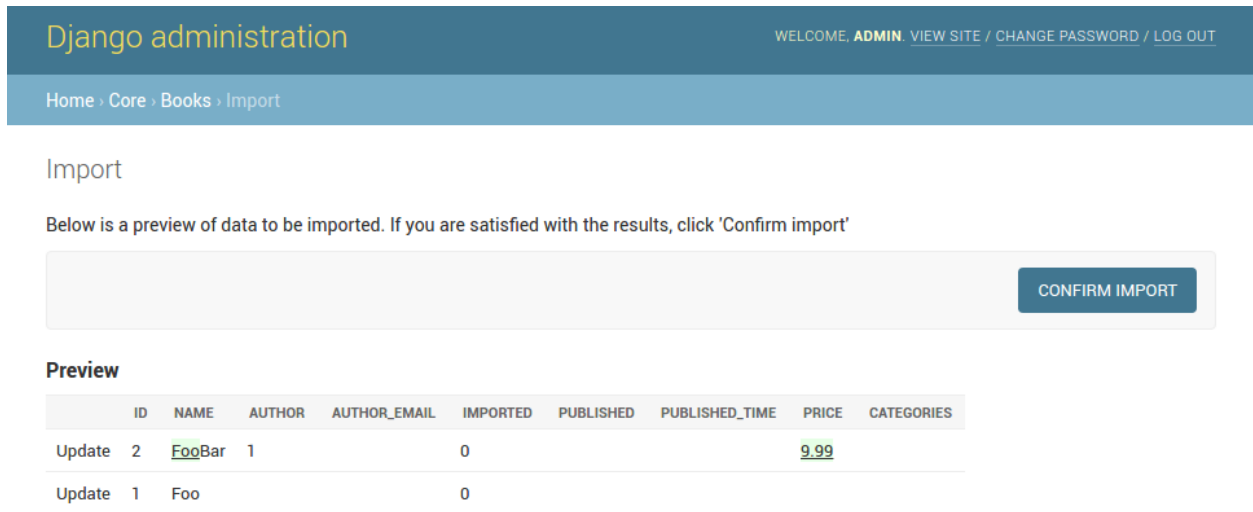 Django administration
WELCOME, ADMIN. VIEW SITE / CHANGE PASSWORD / LOG OUT
Home › Core › Books › Import
Import
Below is a preview of data to be imported. If you are satisfied with the results, click 'Confirm import'
CONFIRM IMPORT
Preview
ID NAME AUTHOR AUTHOR_EMAIL IMPORTED PUBLISHED PUBLISHED_TIME PRICE CATEGORIES
Update 2 FooBar 1 0 9.99
Update 1 Foo 0